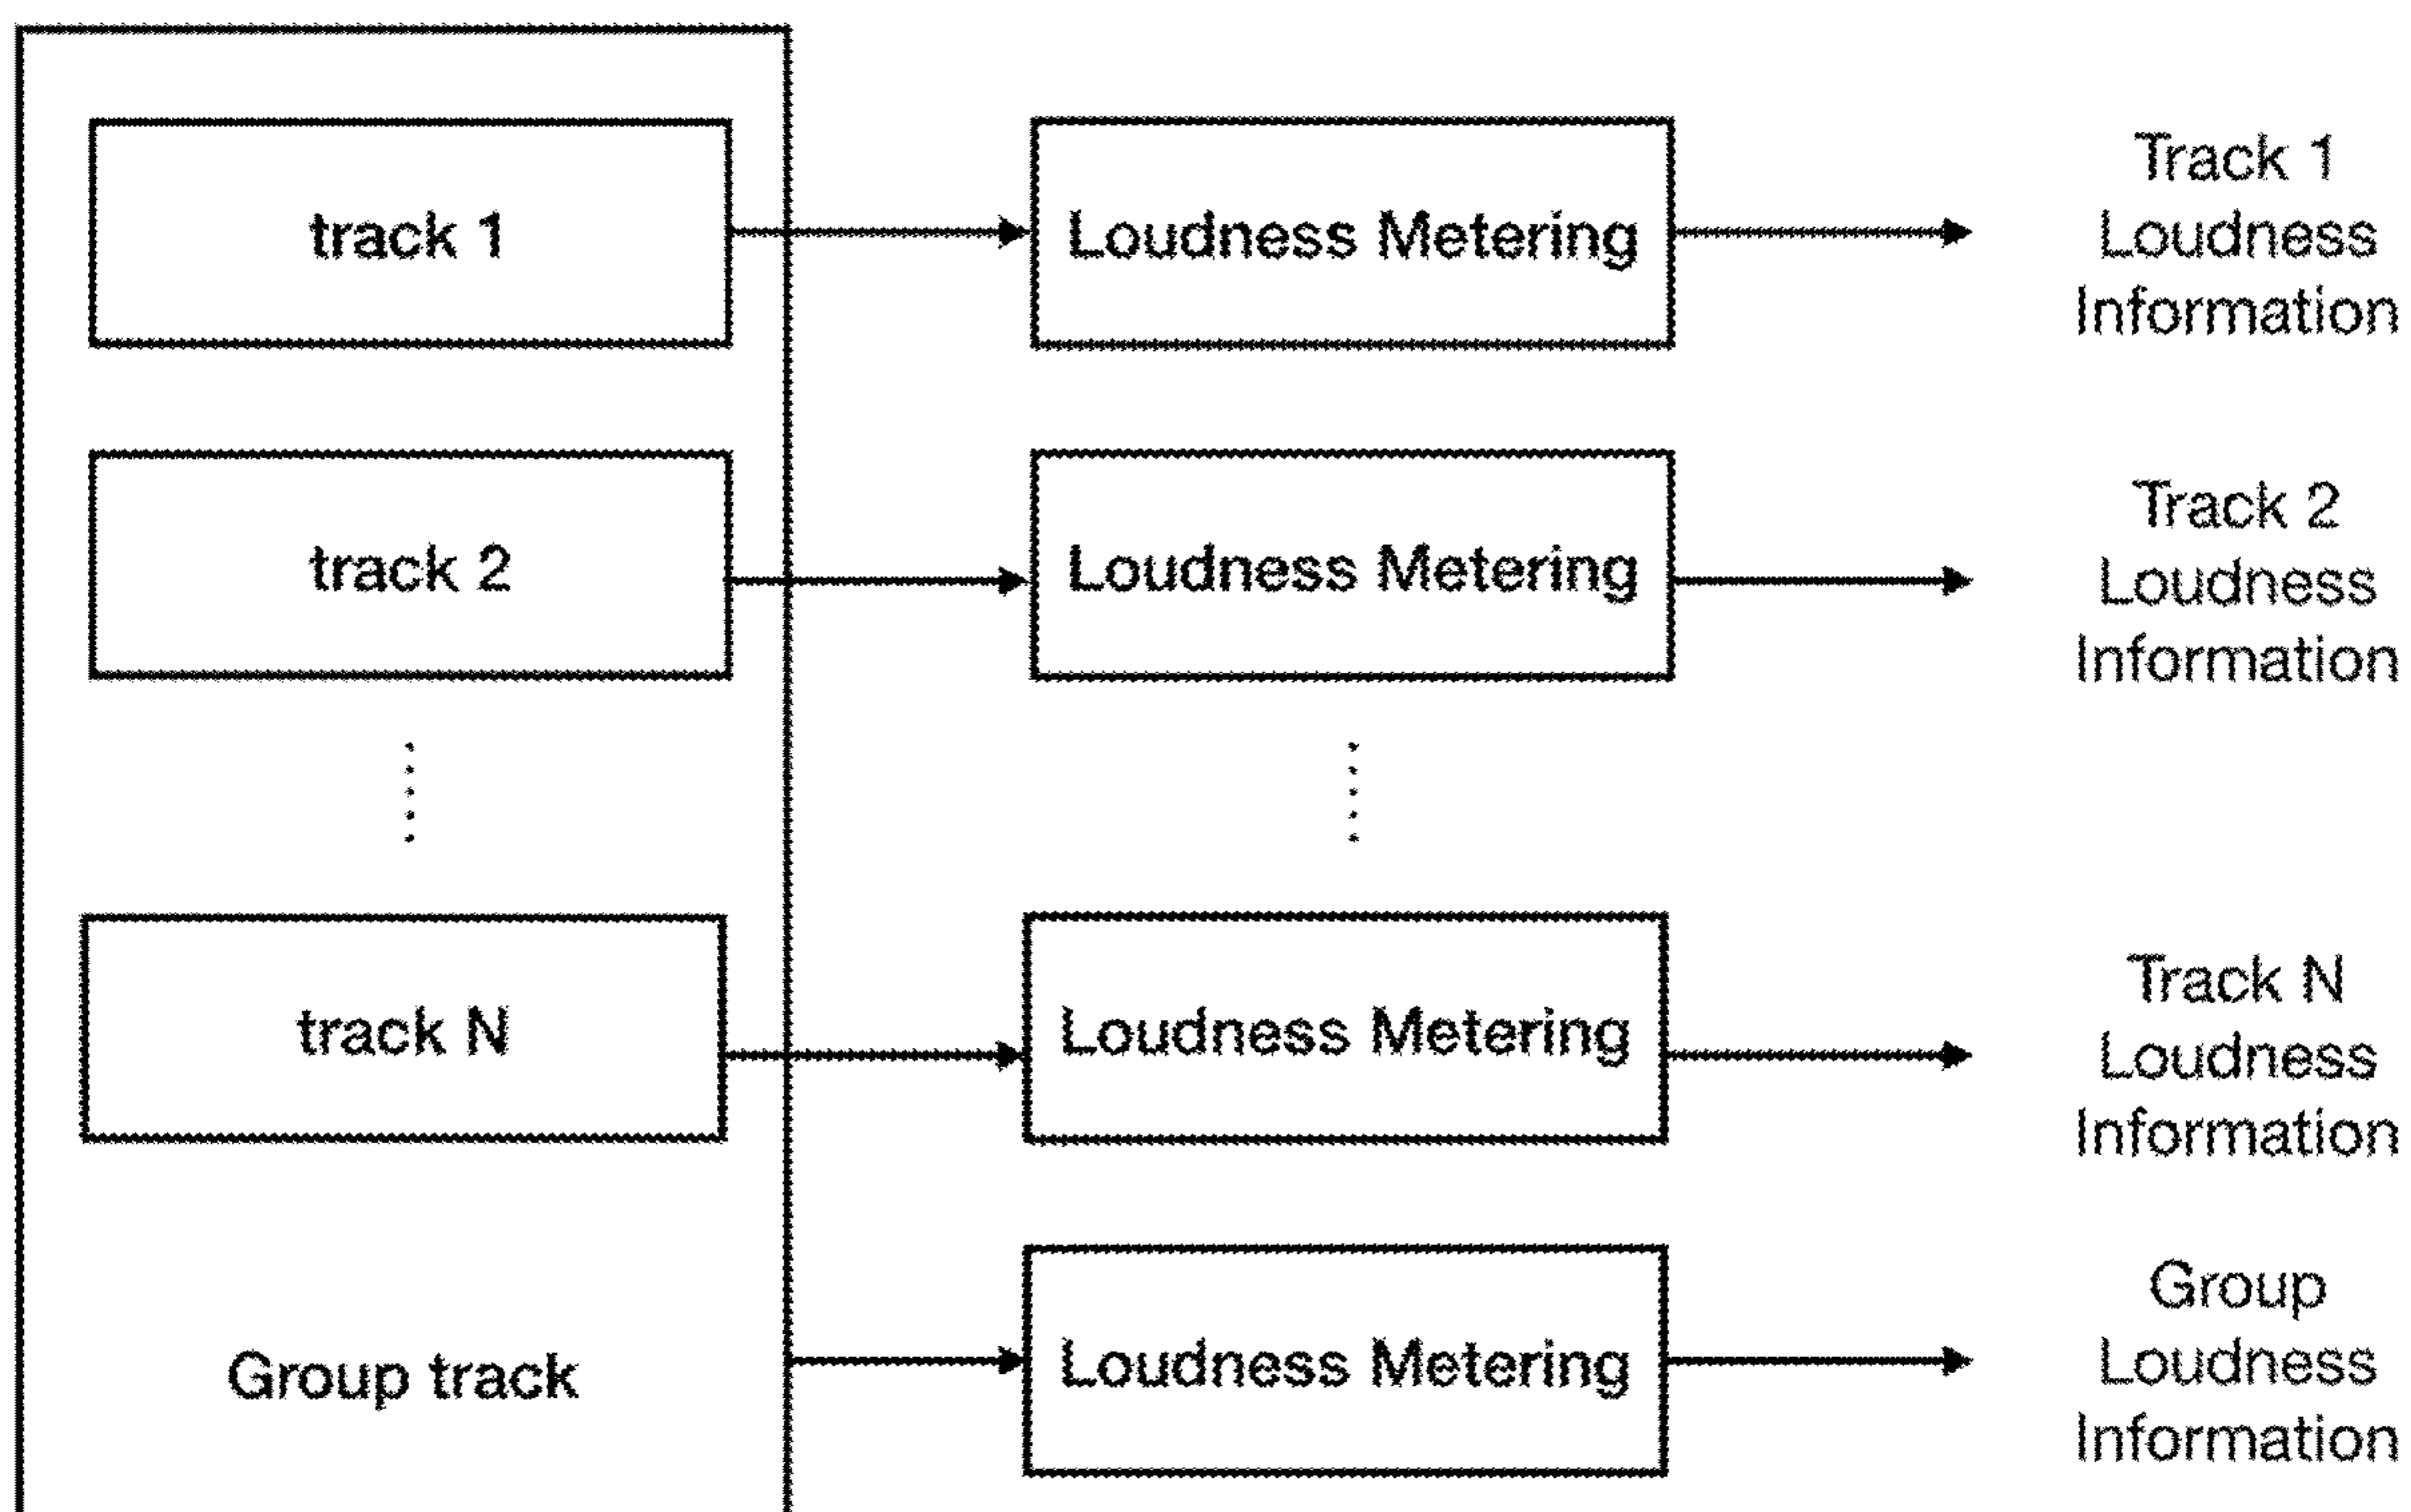 track 1
Loudness Metering
Track 1
Loudness
Information
track 2
Loudness Metering
Track 2
Loudness
Information
track N
Loudness Metering
Track N
Loudness
Information
Group track
Loudness Metering
Group
Loudness
Information